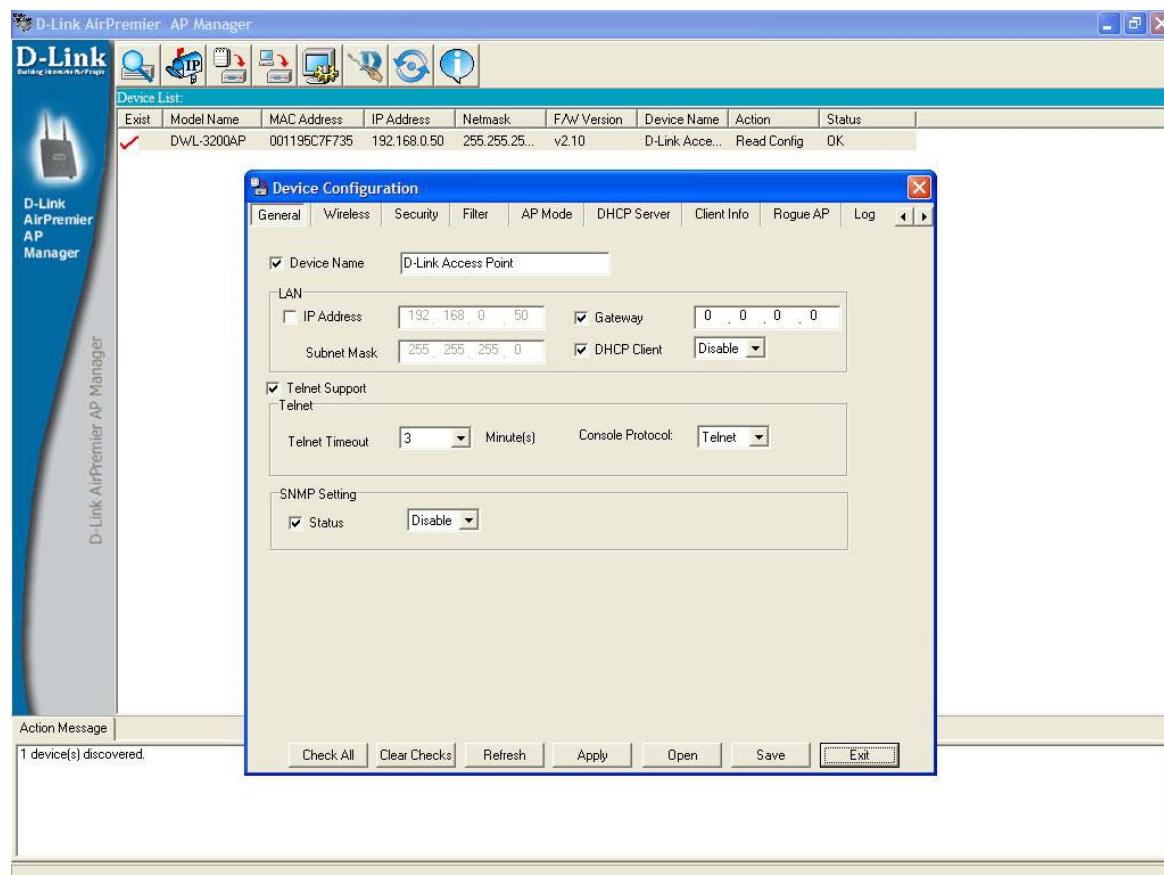 D-Link AirPremier AP Manager
D-Link
Building Networks for People
IP
Device List:
Exist Model Name MAC Address IP Address Netmask F/W Version Device Name Action Status
DWL-3200AP 001195C7F735 192.168.0.50 255.255.25... v2.10 D-Link Acce... Read Config OK
D-Link
AirPremier
AP
Manager
D-Link AirPremier AP Manager
Device Configuration
General Wireless Security Filter AP Mode DHCP Server Client Info Rogue AP Log
Device Name D-Link Access Point
LAN
IP Address 192 . 168 . 0 . 50 Gateway 0 . 0 . 0 . 0
Subnet Mask 255 . 255 . 255 . 0 DHCP Client Disable
Telnet Support
Telnet
Telnet Timeout 3 Minute(s) Console Protocol: Telnet
SNMP Setting
Status Disable
Check All Clear Checks Refresh Apply Open Save Exit
Action Message
1 device(s) discovered.